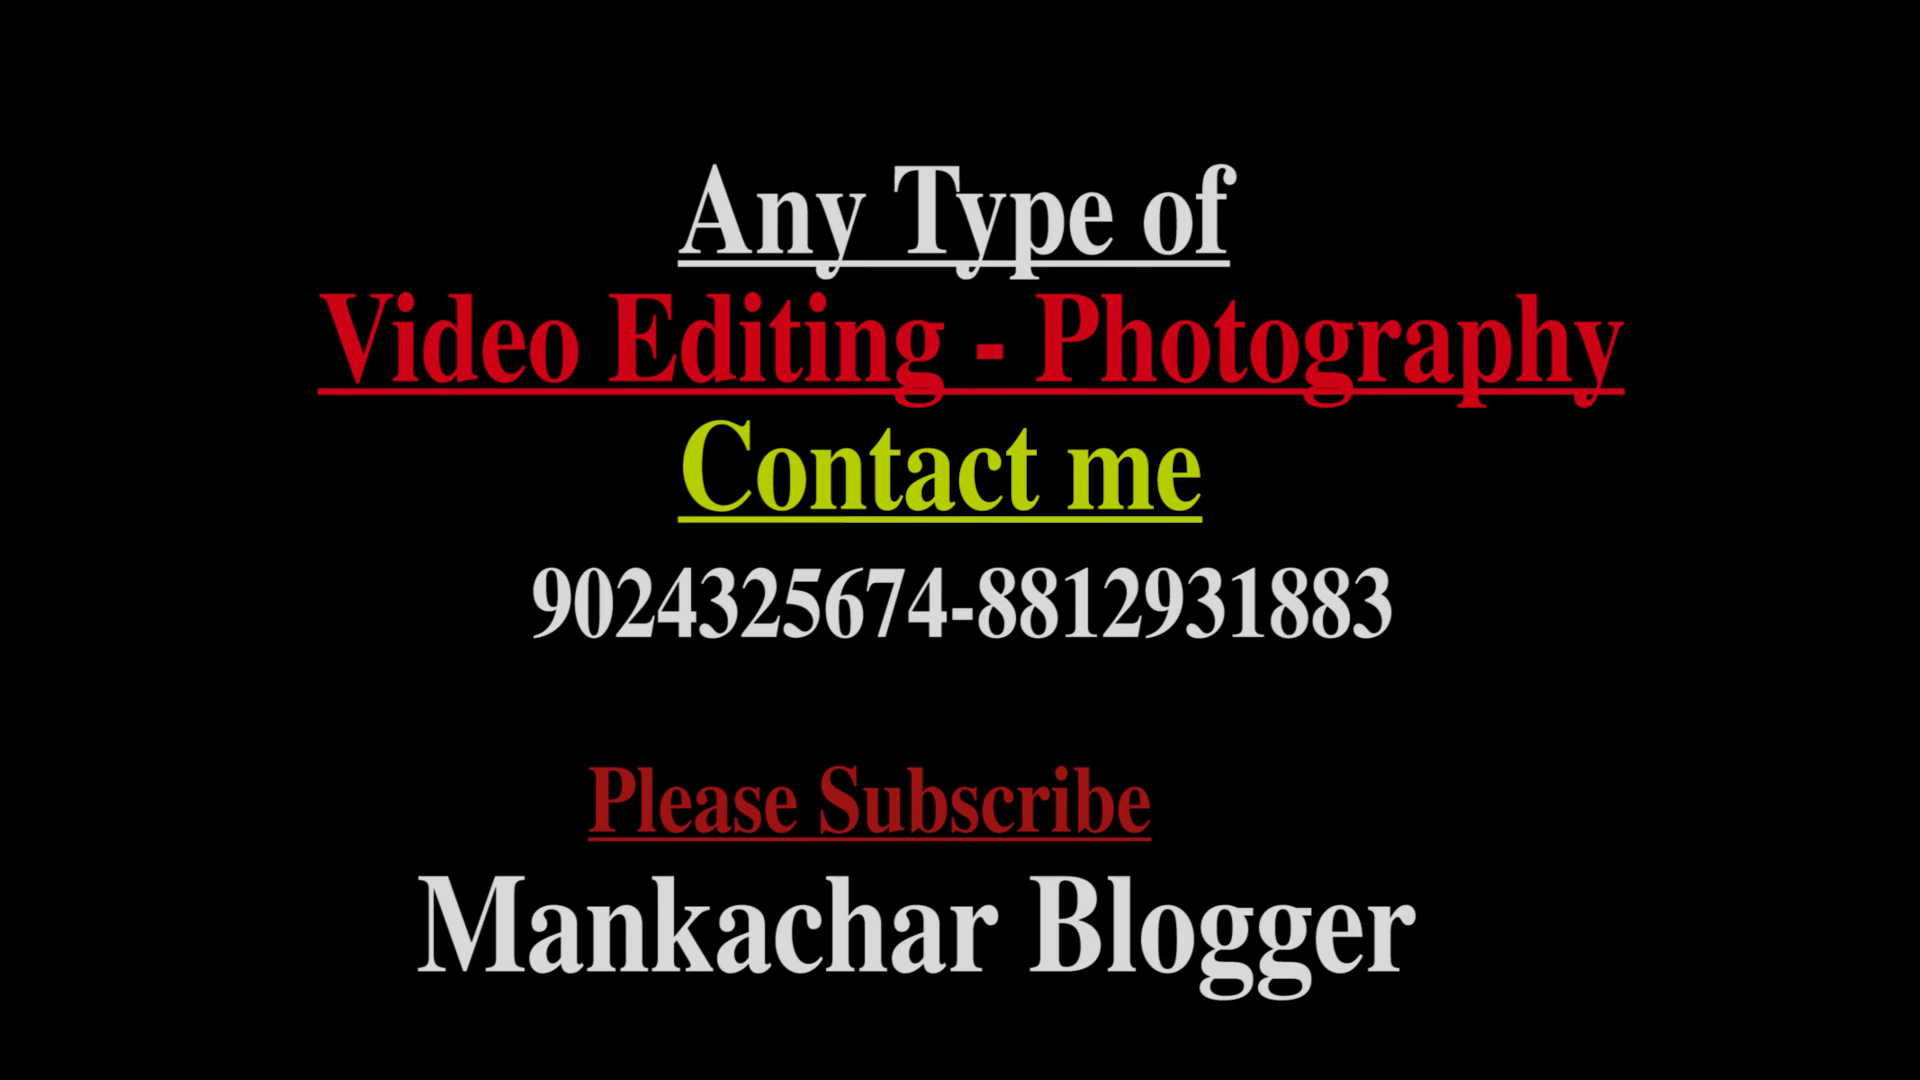 Any Type of
Video Editing - Photography
Contact me
9024325674-8812931883
Please Subscribe
Mankachar Blogger